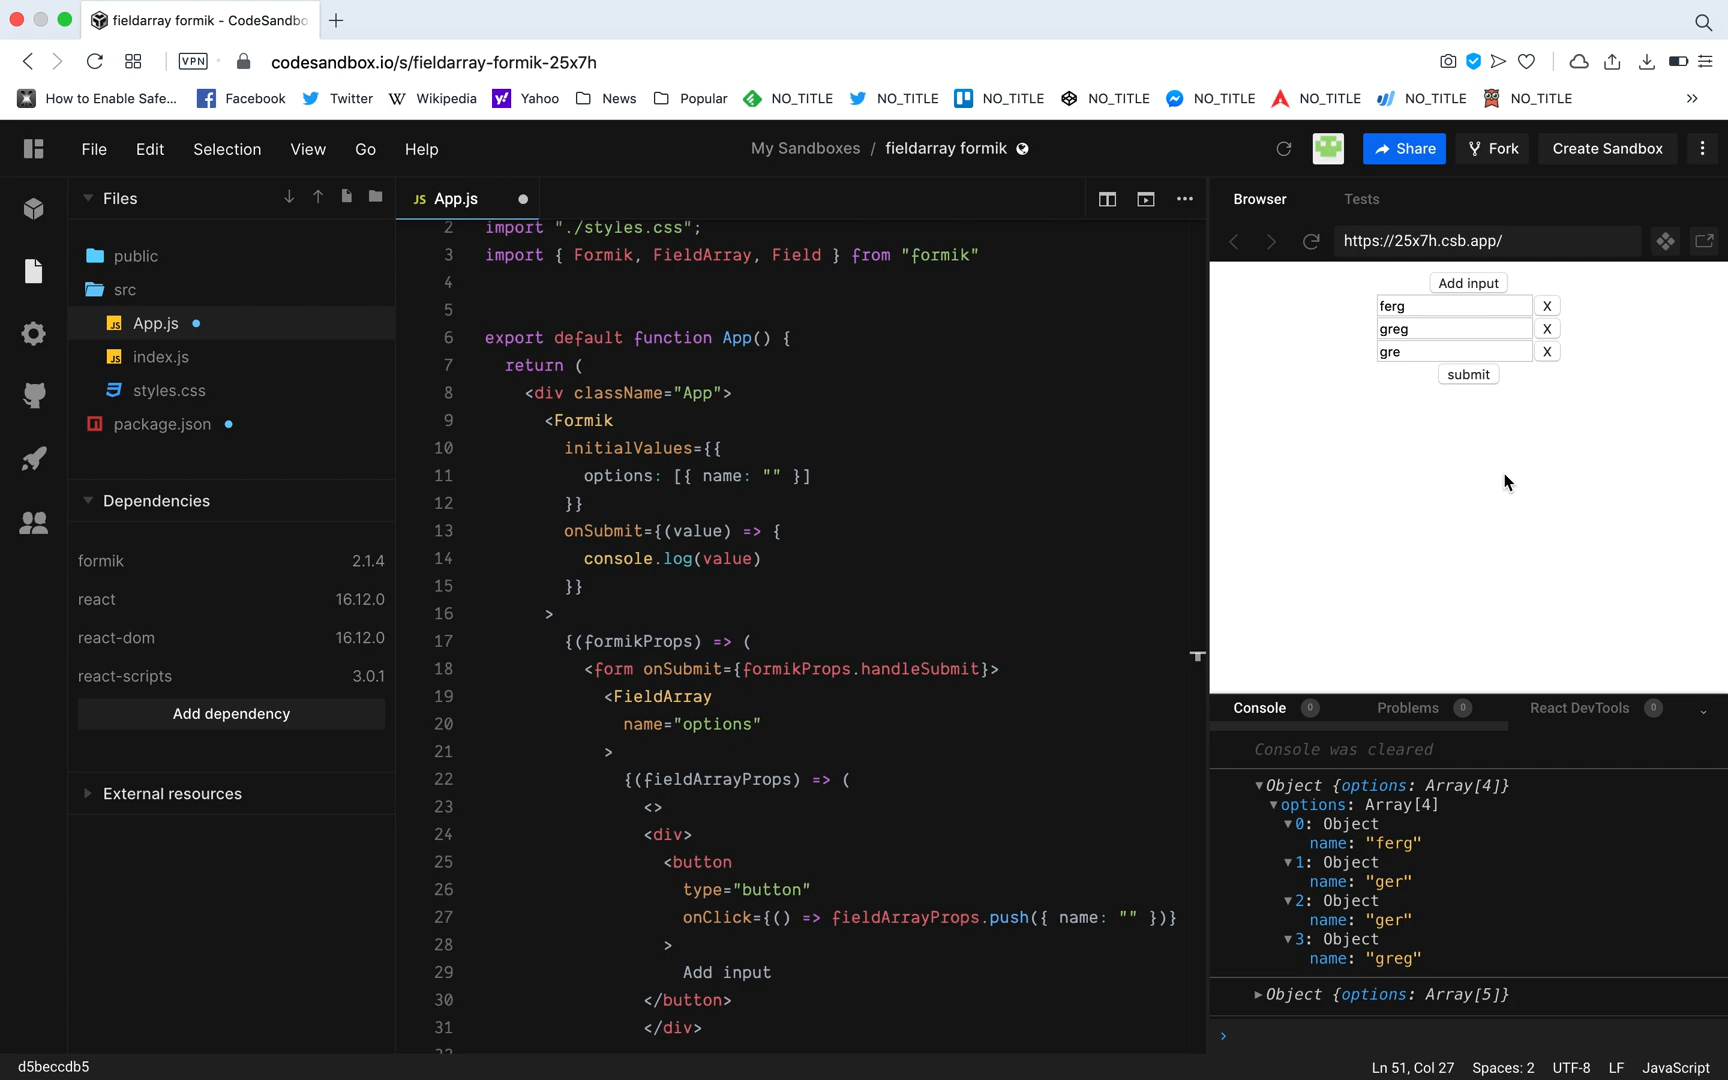 fieldarray formik - CodeSandbo
VPN
codesandbox.io/s/fieldarray-formik-25x7h
How to Enable Safe... Facebook Twitter Wikipedia Yahoo News Popular NO_TITLE NO_TITLE NO_TITLE NO_TITLE NO_TITLE NO_TITLE NO_TITLE NO_TITLE
File Edit Selection View Go Help My Sandboxes / fieldarray formik Share Fork Create Sandbox
Files
public
src
JS App.js
JS index.js
styles.css
package.json
Dependencies
formik 2.1.4
react 16.12.0
react-dom 16.12.0
react-scripts 3.0.1
Add dependency
External resources
JS App.js
2 import "./styles.css";
3 import { Formik, FieldArray, Field } from "formik"
4
5
6 export default function App() {
7 return (
8 <div className="App">
9 <Formik
10 initialValues={{
11 options: [{ name: "" }]
12 }}
13 onSubmit={(value) => {
14 console.log(value)
15 }}
16 >
17 {(formikProps) => (
18 <form onSubmit={formikProps.handleSubmit}>
19 <FieldArray
20 name="options"
21 >
22 {(fieldArrayProps) => (
23 <>
24 <div>
25 <button
26 type="button"
27 onClick={() => fieldArrayProps.push({ name: "" })}
28 >
29 Add input
30 </button>
31 </div>
Browser Tests
https://25x7h.csb.app/
Add input
ferg X
greg X
gre X
submit
Console 0 Problems 0 React DevTools 0
Console was cleared
Object {options: Array[4]}
options: Array[4]
0: Object
name: "ferg"
1: Object
name: "ger"
2: Object
name: "ger"
3: Object
name: "greg"
Object {options: Array[5]}
d5beccdb5 Ln 51, Col 27 Spaces: 2 UTF-8 LF JavaScript